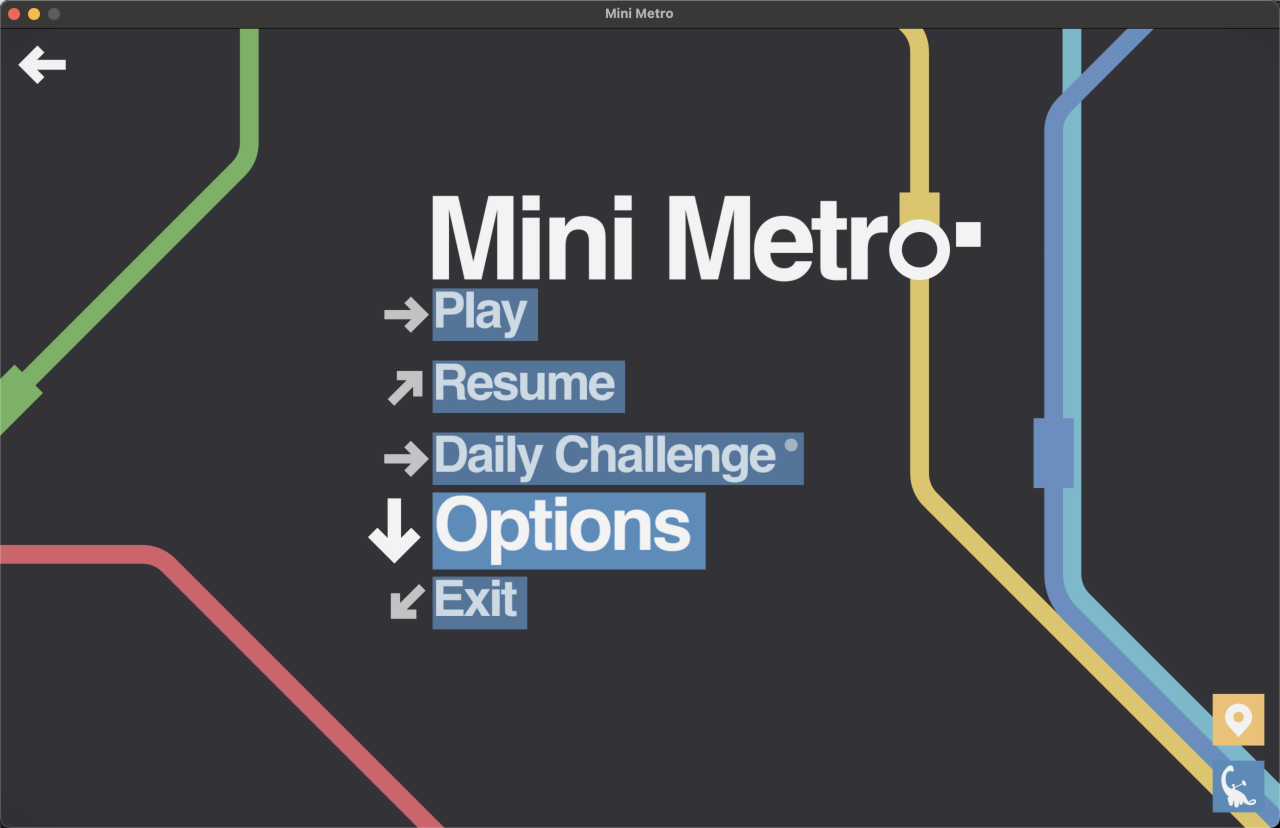 Mini Metro
Mini Metro
Play
Resume
Daily Challenge
Options
Exit